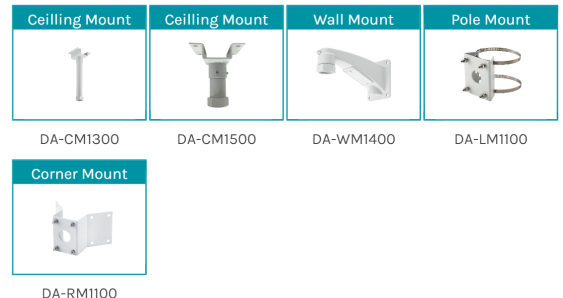 Ceilling Mount
Ceilling Mount
Wall Mount
Pole Mount
DA-CM1300
DA-CM1500
DA-WM1400
DA-LM1100
Corner Mount
DA-RM1100